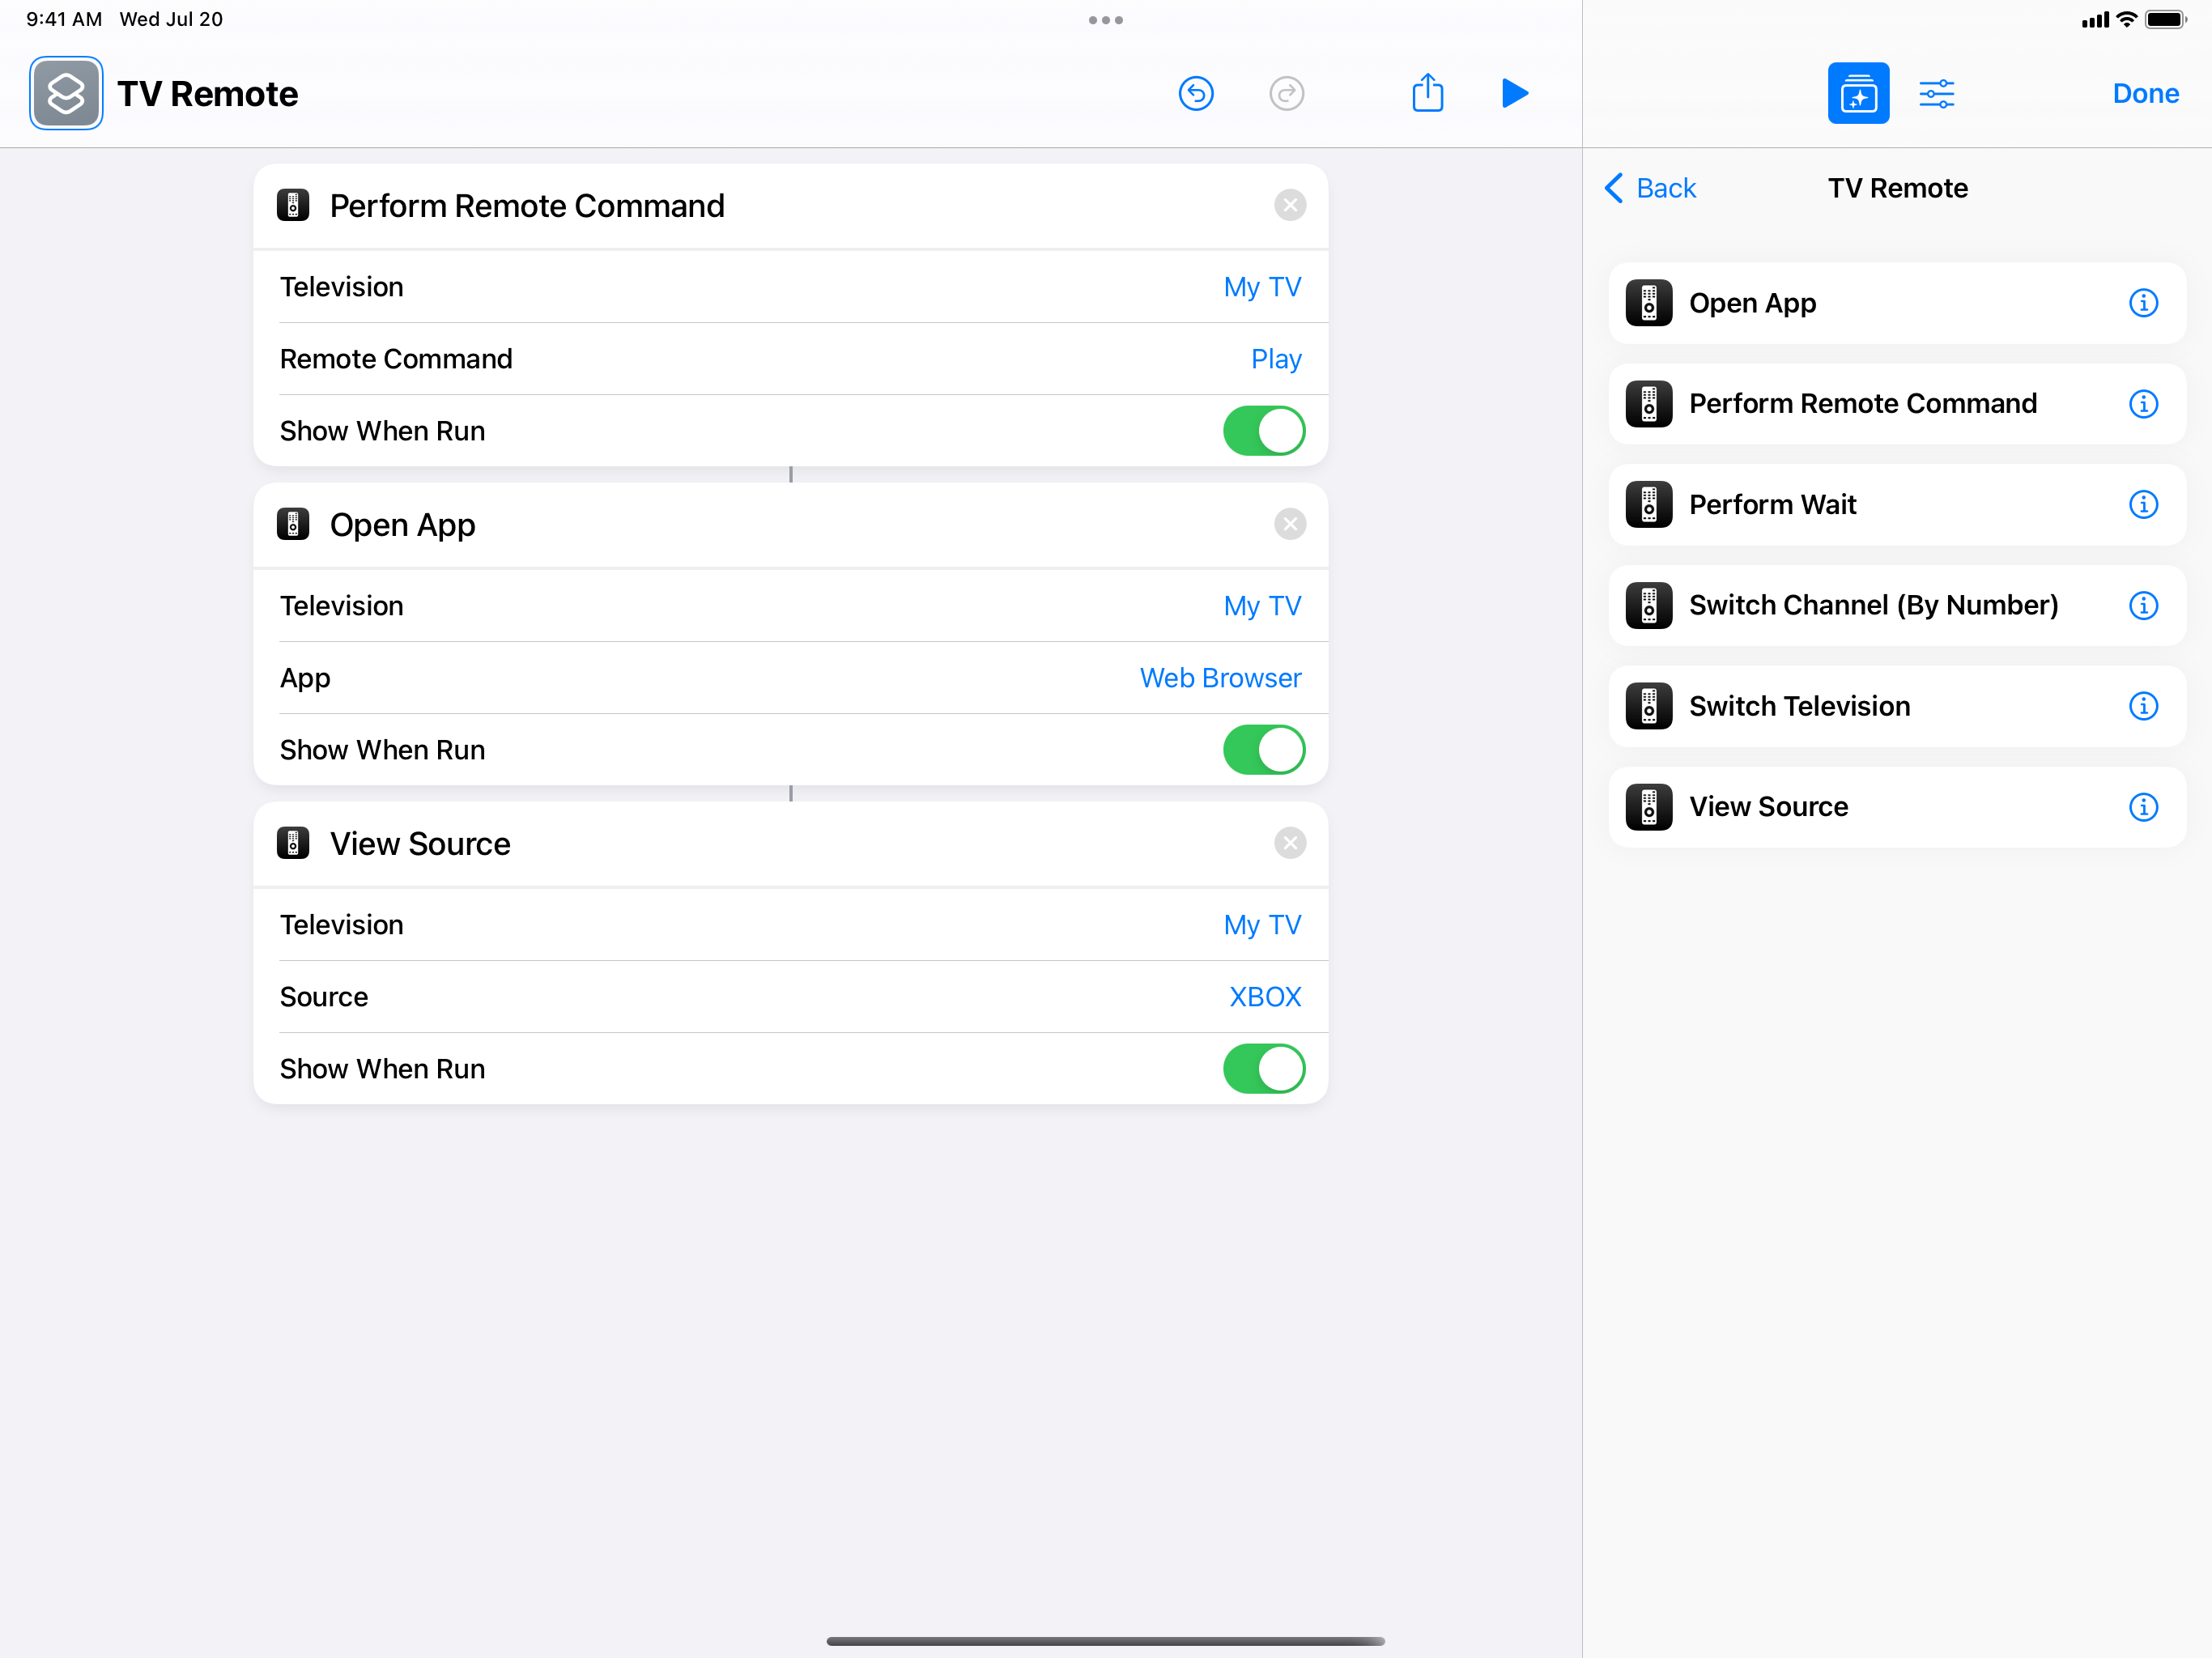 9:41 AM Wed Jul 20
TV Remote
Done
Perform Remote Command
Television My TV
Remote Command Play
Show When Run
Open App
Television My TV
App Web Browser
Show When Run
View Source
Television My TV
Source XBOX
Show When Run
Back TV Remote
Open App
Perform Remote Command
Perform Wait
Switch Channel (By Number)
Switch Television
View Source